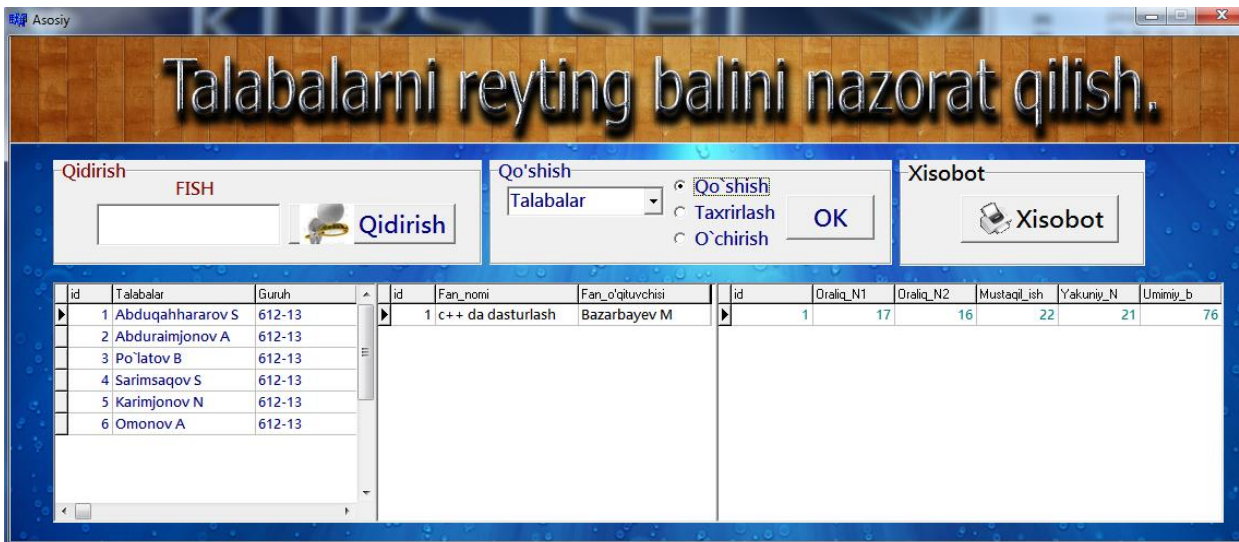 Asosiy
KURS ISHI
Talabalarni reyting balini nazorat qilish.
Qidirish
FISH
Qidirish
Qo'shish
Talabalar
Qo`shish
Taxrirlash
O`chirish
OK
Xisobot
Xisobot
id Talabalar Guruh
1 Abduqahhararov S 612-13
2 Abduraimjonov A 612-13
3 Po`latov B 612-13
4 Sarimsaqov S 612-13
5 Karimjonov N 612-13
6 Omonov A 612-13
id Fan_nomi Fan_o'qituvchisi
1 c++ da dasturlash Bazarbayev M
id Oraliq_N1 Oraliq_N2 Mustaqil_ish Yakuniy_N Umimiy_b
1 17 16 22 21 76